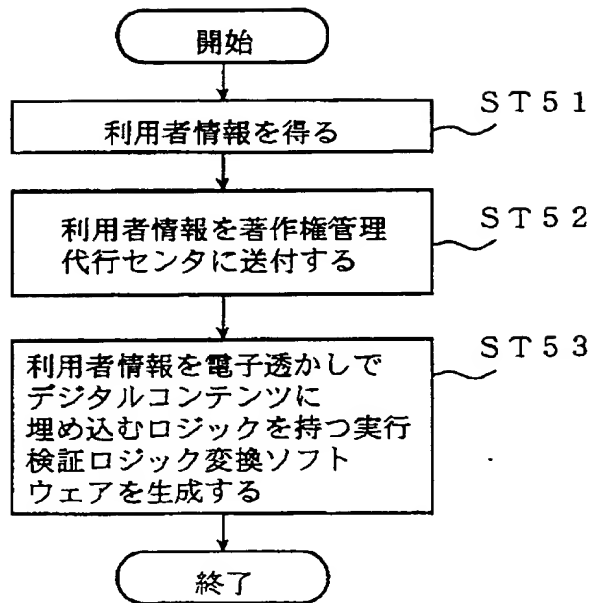 開始
利用者情報を得る
ST51
利用者情報を著作権管理
代行センタに送付する
ST52
利用者情報を電子透かしで
デジタルコンテンツに
埋め込むロジックを持つ実行
検証ロジック変換ソフト
ウェアを生成する
ST53
終了